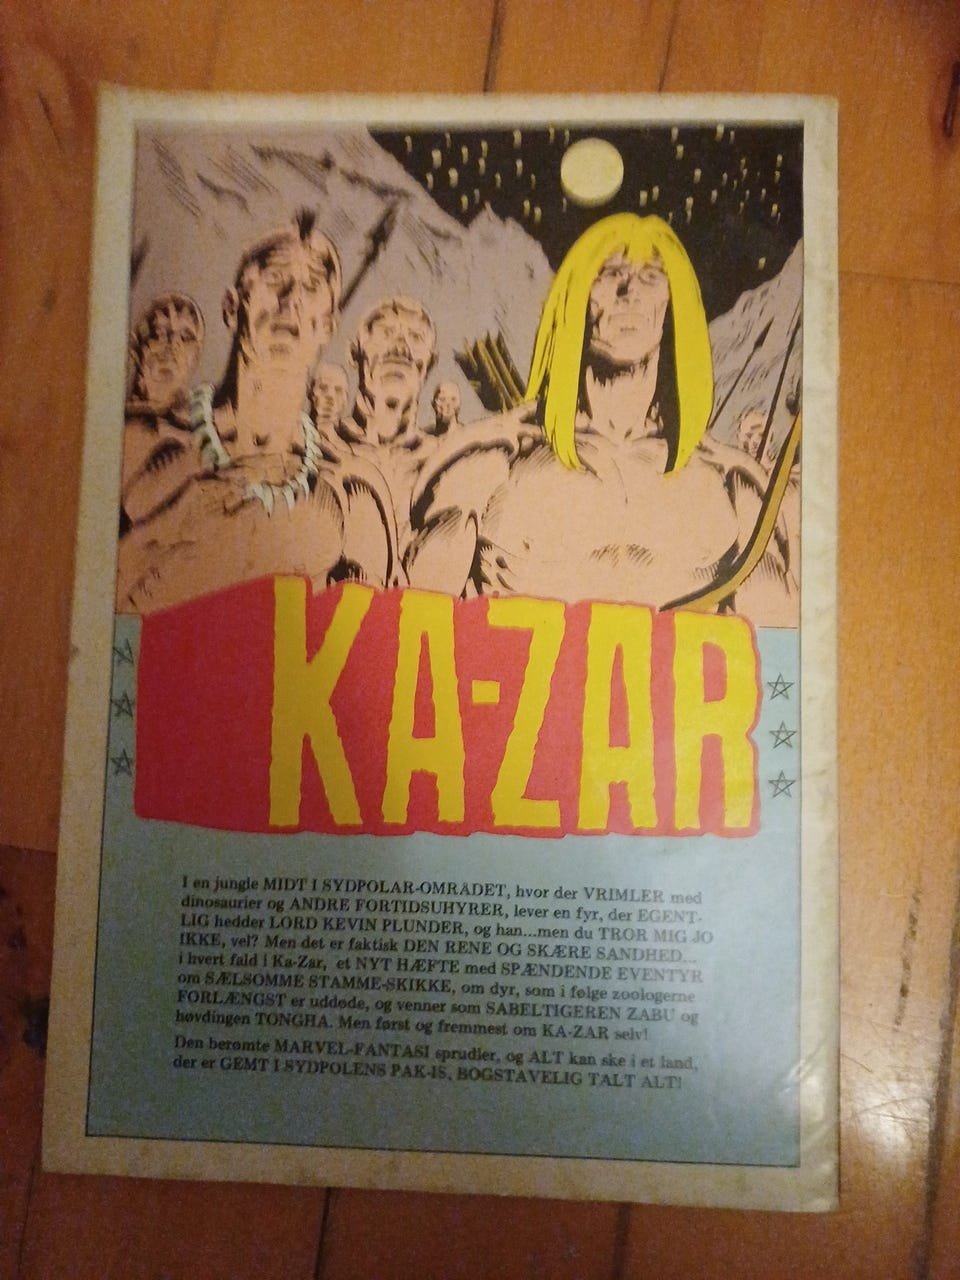 KA-ZAR
I en jungle MIDT I SYDPOLAR-OMRÅDET, hvor der VRIMLER med
dinosaurier og ANDRE FORTIDSUHYRER, lever en fyr, der EGENT-
LIG hedder LORD KEVIN PLUNDER, og han...men du TROR MIG JO
IKKE, vel? Men det er faktisk DEN RENE OG SKÆRE SANDHED...
i hvert fald i Ka-Zar, et NYT HÆFTE med SPÆNDENDE EVENTYR
om SÆLSOMME STAMME-SKIKKE, om dyr, som i følge zoologerne
FORLÆNGST er uddøde, og venner som SABELTIGEREN ZABU og
høvdingen TONGHA. Men først og fremmest om KA-ZAR selv!
Den berømte MARVEL-FANTASI sprudler, og ALT kan ske i et land,
der er GEMT I SYDPOLENS PAK-IS, BOGSTAVELIG TALT ALT!